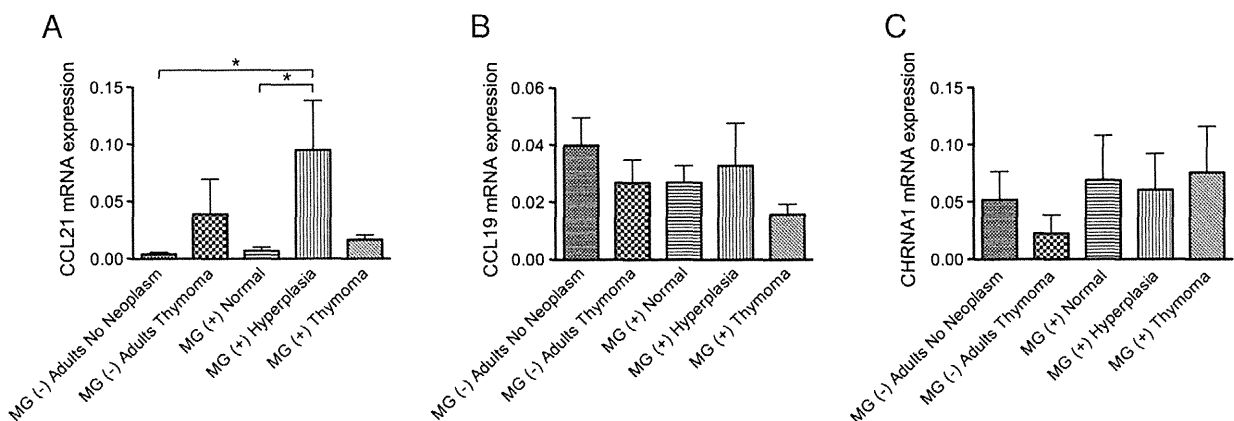 A
CCL21 mRNA expression
0.15
0.10
0.05
0.00
*
*
MG (-) Adults No Neoplasm
MG (-) Adults Thymoma
MG (+) Normal
MG (+) Hyperplasia
MG (+) Thymoma
B
CCL19 mRNA expression
0.06
0.04
0.02
0.00
MG (-) Adults No Neoplasm
MG (-) Adults Thymoma
MG (+) Normal
MG (+) Hyperplasia
MG (+) Thymoma
C
CHRNA1 mRNA expression
0.15
0.10
0.05
0.00
MG (-) Adults No Neoplasm
MG (-) Adults Thymoma
MG (+) Normal
MG (+) Hyperplasia
MG (+) Thymoma